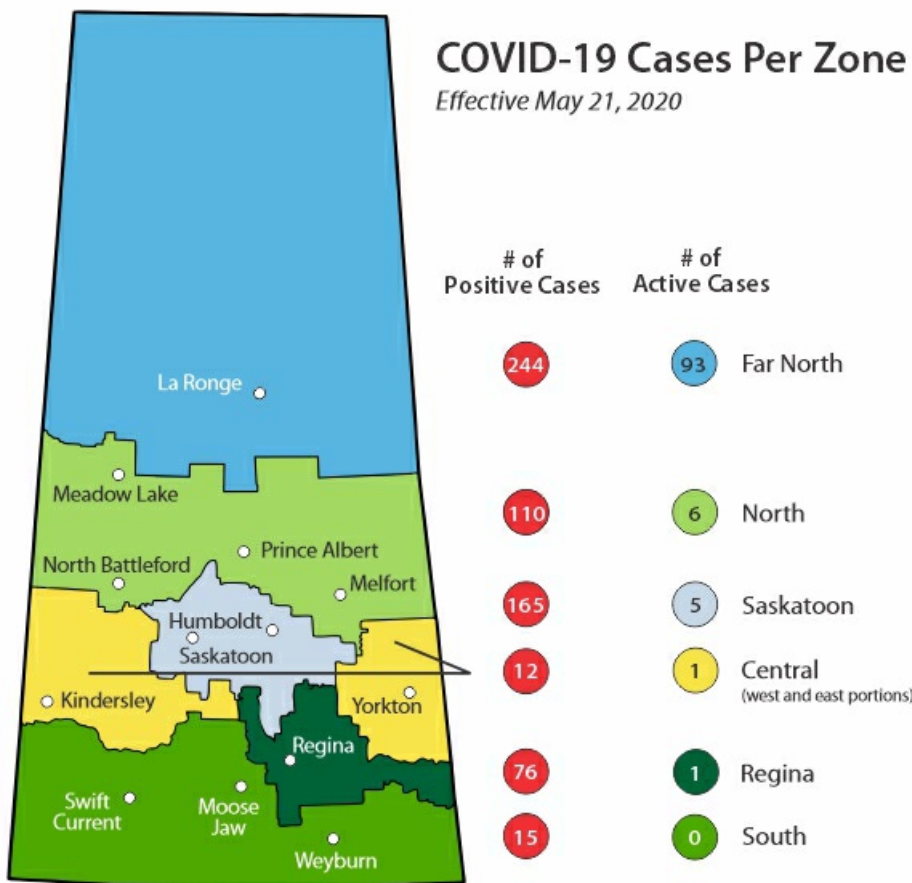 COVID-19 Cases Per Zone
Effective May 21, 2020
# of
Positive Cases
# of
Active Cases
244
93
Far North
La Ronge
Meadow Lake
110
6
North
Prince Albert
North Battleford
Melfort
165
5
Saskatoon
Humboldt
Saskatoon
12
1
Central
(west and east portions)
Kindersley
Yorkton
Regina
76
1
Regina
Swift
Current
Moose
Jaw
15
0
South
Weyburn